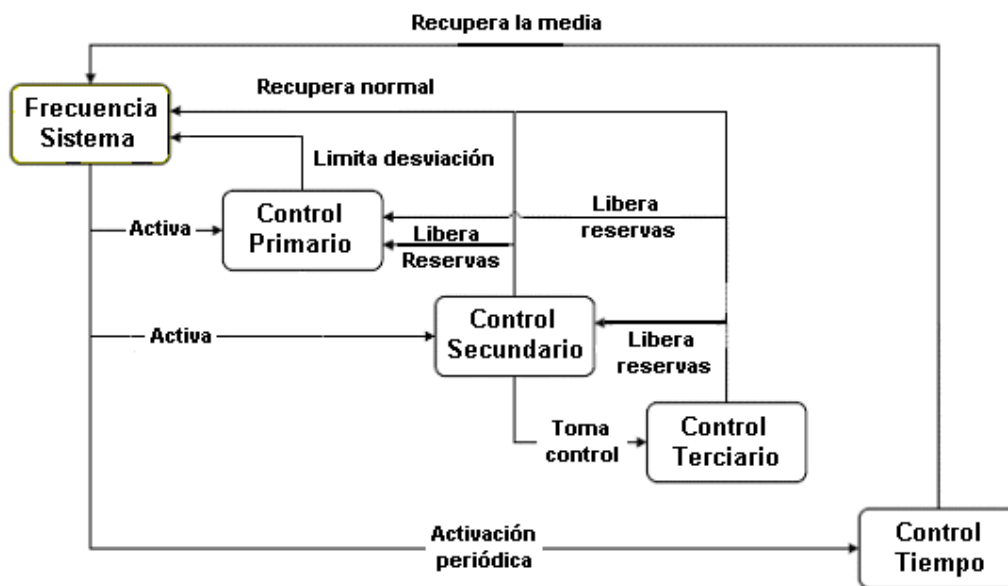 Recupera la media
Frecuencia
Sistema
Recupera normal
Limita desviación
Activa
Control
Primario
Libera
reservas
Libera
Reservas
Activa
Control
Secundario
Libera
reservas
Toma
control
Control
Terciario
Activación
periódica
Control
Tiempo